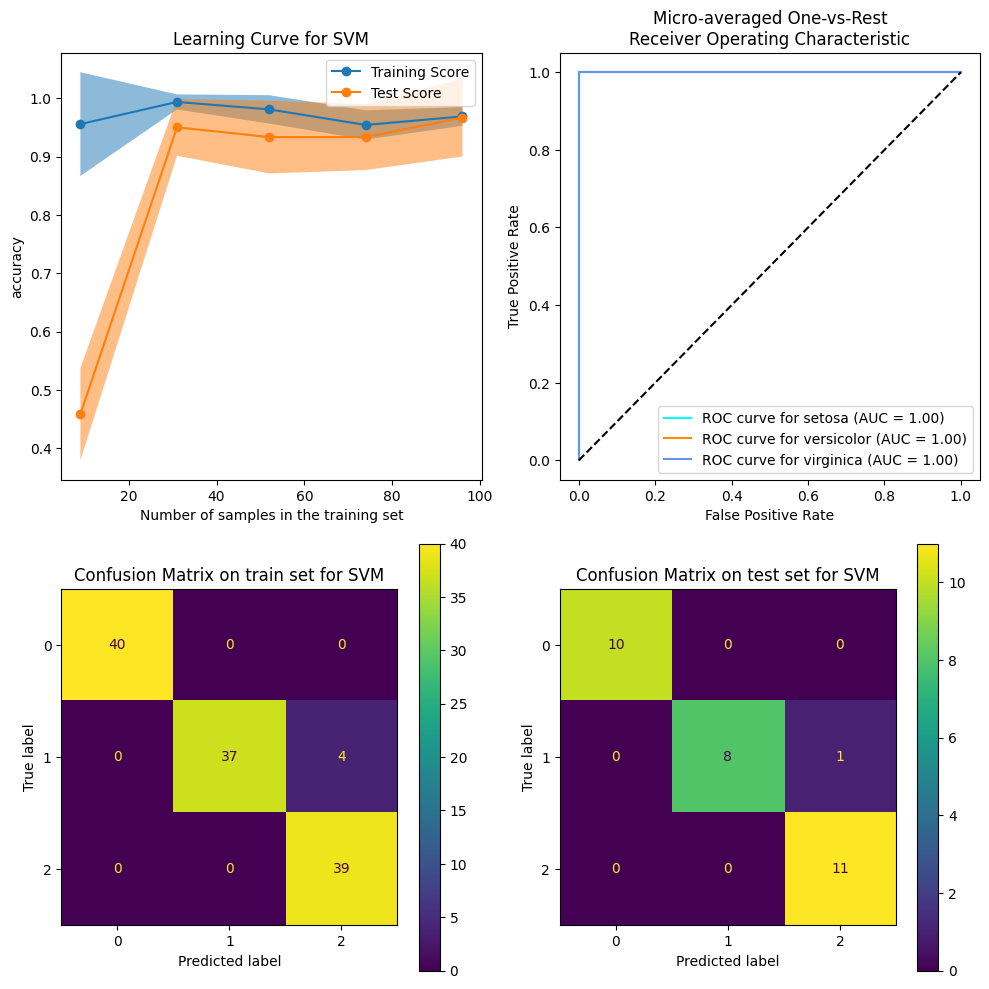 Learning Curve for SVM
Training Score
Test Score
1.0
0.9
0.8
0.7
0.6
0.5
0.4
accuracy
20
40
60
80
100
Number of samples in the training set
Micro-averaged One-vs-Rest
Receiver Operating Characteristic
1.0
0.8
0.6
0.4
0.2
0.0
True Positive Rate
ROC curve for setosa (AUC = 1.00)
ROC curve for versicolor (AUC = 1.00)
ROC curve for virginica (AUC = 1.00)
0.0
0.2
0.4
0.6
0.8
1.0
False Positive Rate
Confusion Matrix on train set for SVM
0
1
2
True label
40 0 0
0 37 4
0 0 39
0
1
2
Predicted label
40
35
30
25
20
15
10
5
0
Confusion Matrix on test set for SVM
0
1
2
True label
10 0 0
0 8 1
0 0 11
0
1
2
Predicted label
10
8
6
4
2
0